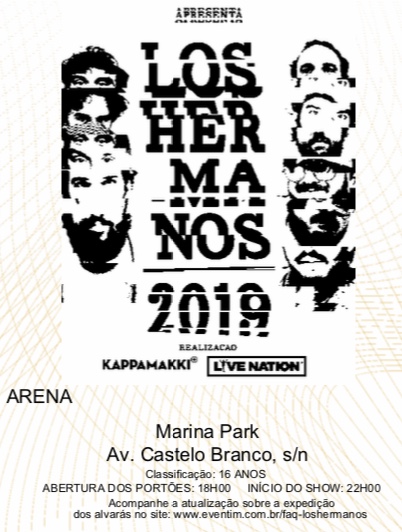 APRESENTA
LOS
HER
MA
NOS
2019
REALIZACAO
KAPPAMAKKI® LIVE NATION
ARENA
Marina Park
Av. Castelo Branco, s/n
Classificação: 16 ANOS
ABERTURA DOS PORTÕES: 18H00 INÍCIO DO SHOW: 22H00
Acompanhe a atualização sobre a expedição
dos alvarás no site: www.eventim.com.br/faq-loshermanos